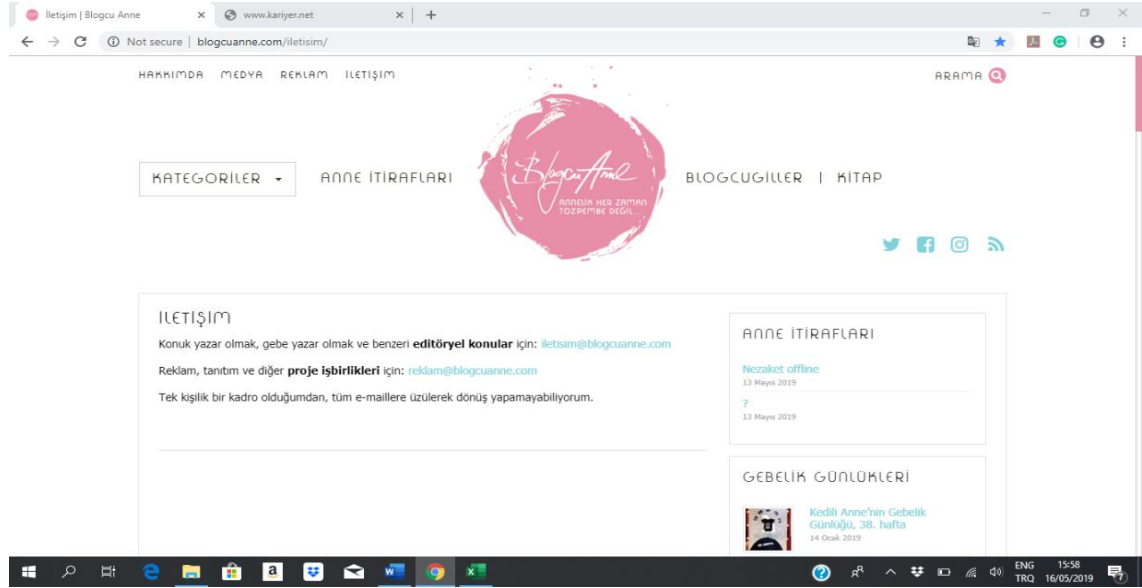 İletişim | Blogcu Anne
www.kariyer.net
Not secure | blogcuanne.com/iletisim/
HAKKIMDA MEDYA REKLAM İLETİŞİM
ARAMA
KATEGORİLER
ANNE İTİRAFLARI
Blogcu Anne
ANNELİK HER ZAMAN
TOZPEMBE DEĞİL...
BLOGCUGİLLER | KİTAP
İLETİŞİM
Konuk yazar olmak, gebe yazar olmak ve benzeri editöryel konular için: iletisim@blogcuanne.com
Reklam, tanıtım ve diğer proje işbirlikleri için: reklam@blogcuanne.com
Tek kişilik bir kadro olduğumdan, tüm e-maillere üzülerek dönüş yapamayabiliyorum.
ANNE İTİRAFLARI
Nezaket offline
13 Mayıs 2019
?
13 Mayıs 2019
GEBELİK GÜNLÜKLERİ
Kedili Anne'nin Gebelik
Günlüğü, 38. hafta
14 Ocak 2019
ENG 15:58
TRQ 16/05/2019